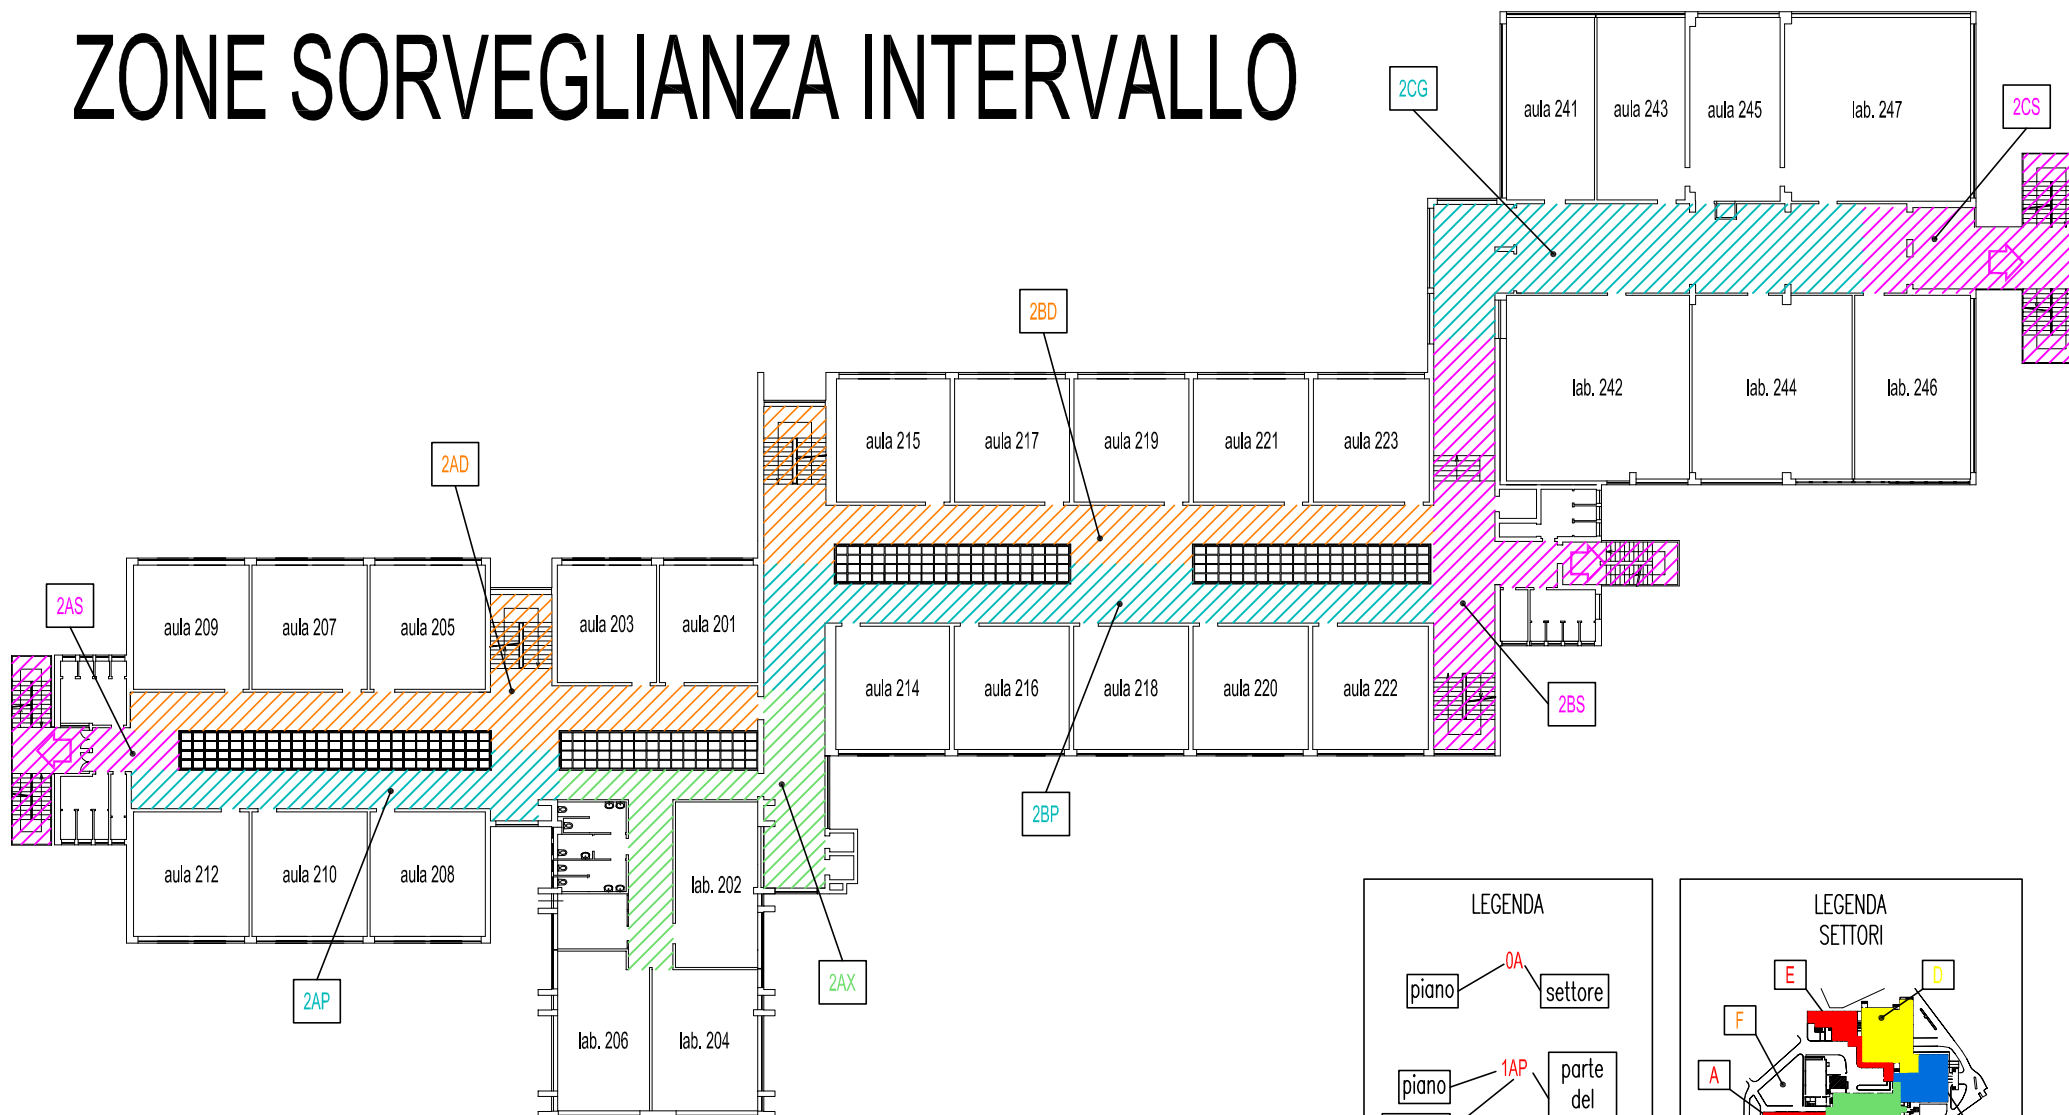 ZONE SORVEGLIANZA INTERVALLO
2CG
2CS
aula 241
aula 243
aula 245
lab. 247
2BD
lab. 242
lab. 244
lab. 246
2AD
aula 215
aula 217
aula 219
aula 221
aula 223
2AS
aula 209
aula 207
aula 205
aula 203
aula 201
aula 214
aula 216
aula 218
aula 220
aula 222
2BS
2BP
aula 212
aula 210
aula 208
lab. 202
2AP
2AX
lab. 206
lab. 204
LEGENDA
0A
piano
settore
1AP
piano
parte
del
LEGENDA
SETTORI
E
D
F
A